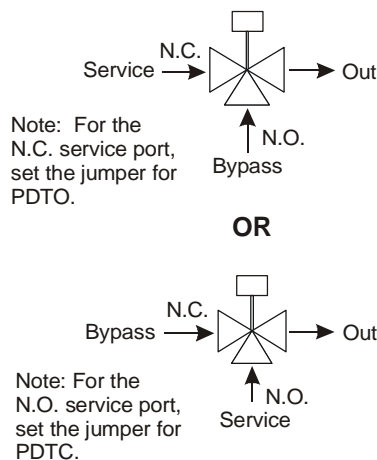 N.C.
Service
Out
Note: For the
N.C. service port,
set the jumper for
PDTO.
N.O.
Bypass
OR
N.C.
Bypass
Out
Note: For the
N.O. service port,
set the jumper for
PDTC.
N.O.
Service